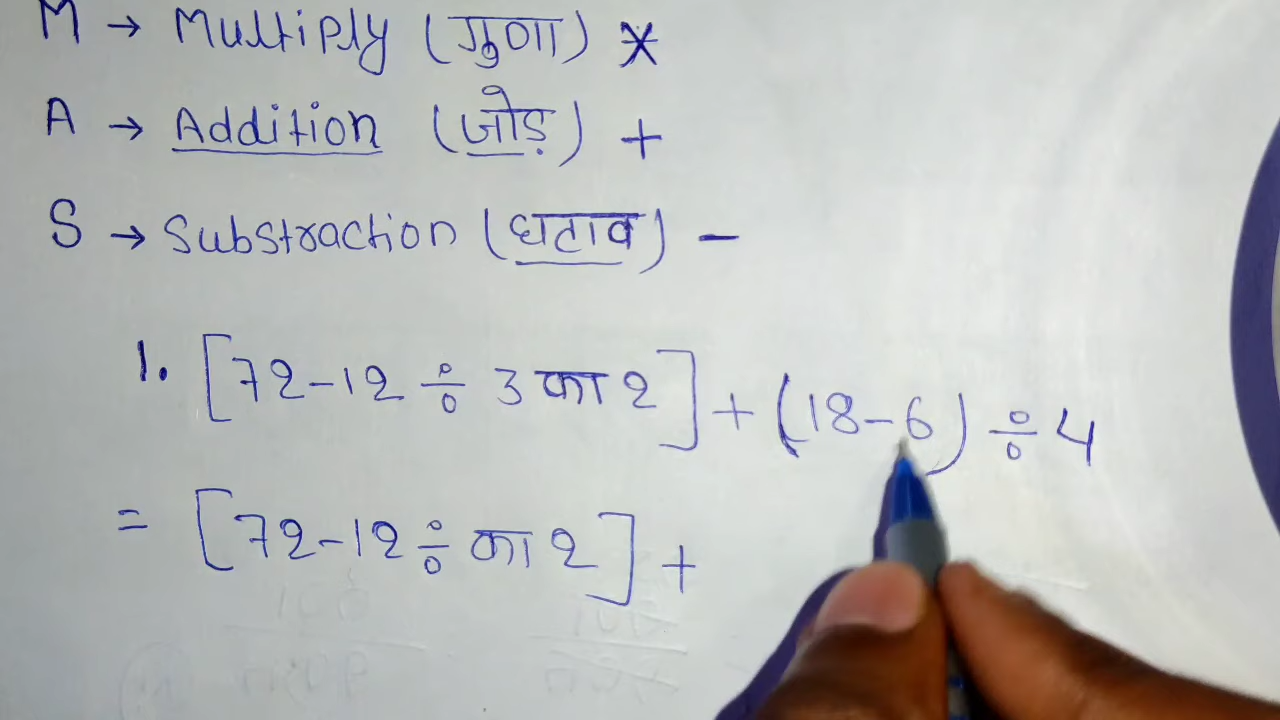 M → Multiply (गुणा) *
A → Addition (जोड़) +
S → Substraction (घटाव) -
1. [72-12 ÷ 3 का 2] + (18-6) ÷ 4
= [72-12 ÷ का 2] +